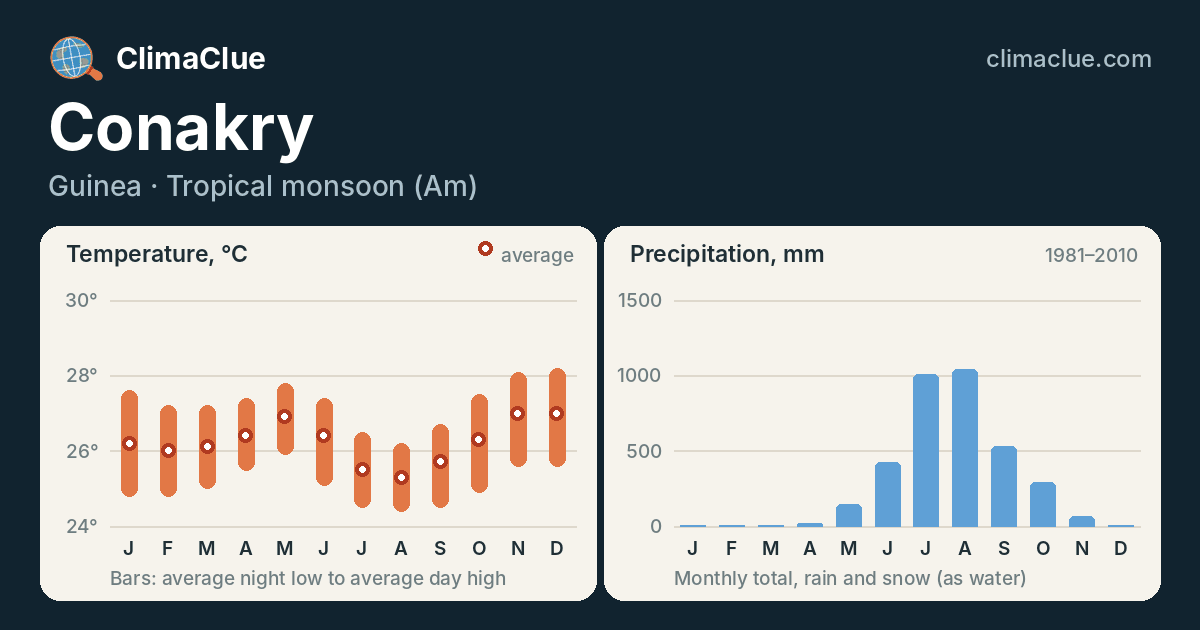 ClimaClue
climaclue.com
Conakry
Guinea · Tropical monsoon (Am)
Temperature, °C
average
30°
28°
26°
24°
J F M A M J J A S O N D
Bars: average night low to average day high
Precipitation, mm
1981–2010
1500
1000
500
0
J F M A M J J A S O N D
Monthly total, rain and snow (as water)